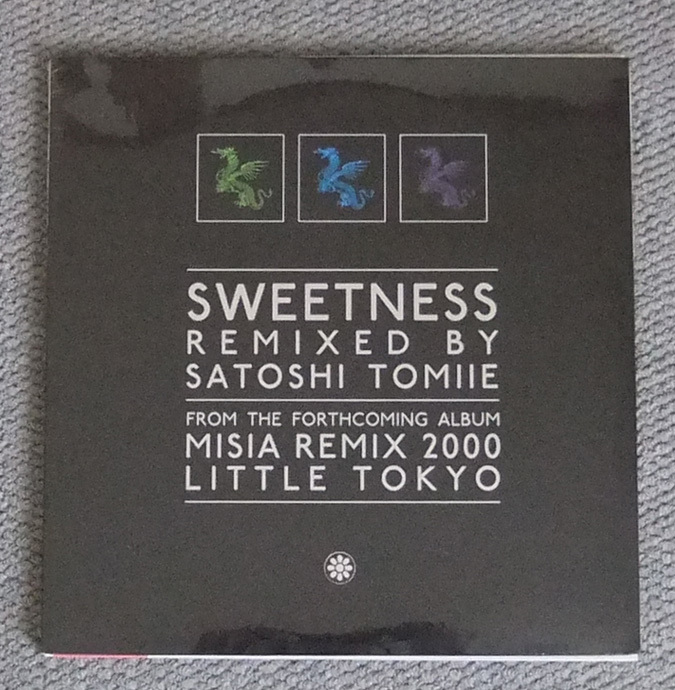 SWEETNESS
REMIXED BY
SATOSHI TOMIIE
FROM THE FORTHCOMING ALBUM
MISIA REMIX 2000
LITTLE TOKYO